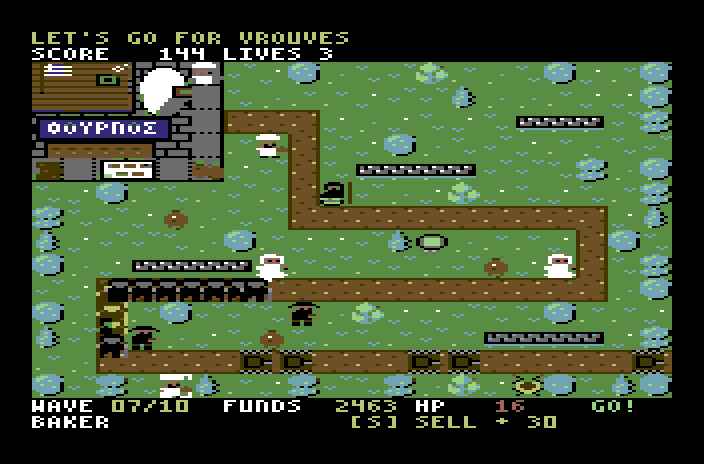 LET'S GO FOR VROUVES
SCORE 144 LIVES 3
ΦΟΥΡΠΟΣ
WAVE 07/10 FUNDS 2463 HP 16 GO!
BAKER [S] SELL + 30